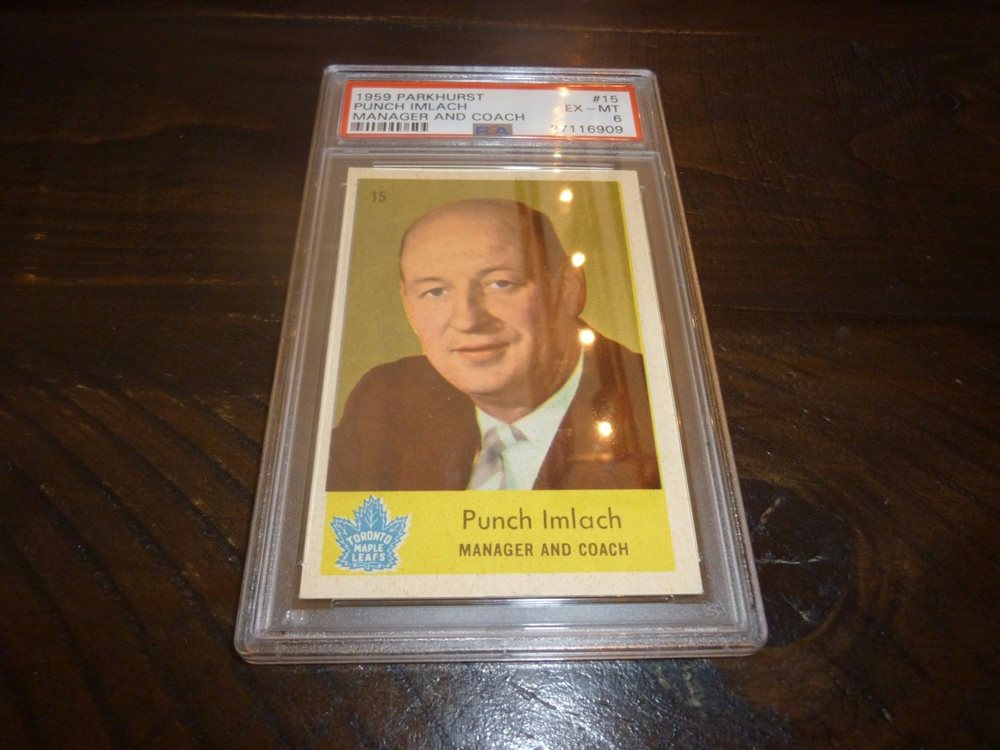 1959 PARKHURST #15
PUNCH IMLACH EX - MT
MANAGER AND COACH 6
PSA 37116909
15
TORONTO
MAPLE
LEAFS
Punch Imlach
MANAGER AND COACH